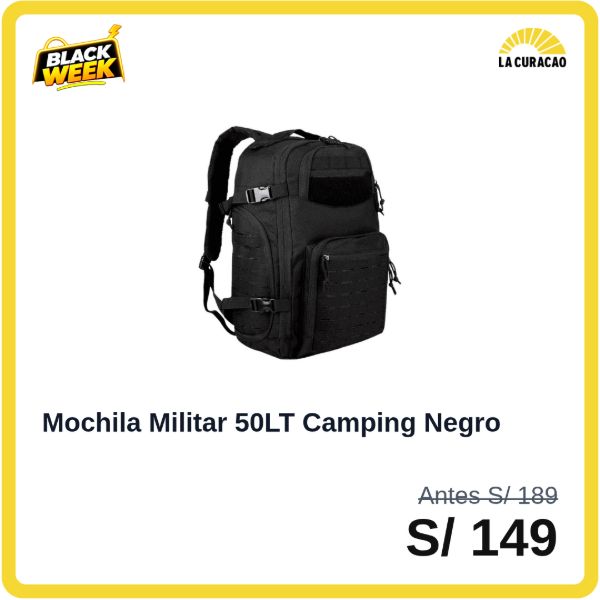 BLACK
WEEK
LA CURACAO
Mochila Militar 50LT Camping Negro
Antes S/ 189
S/ 149